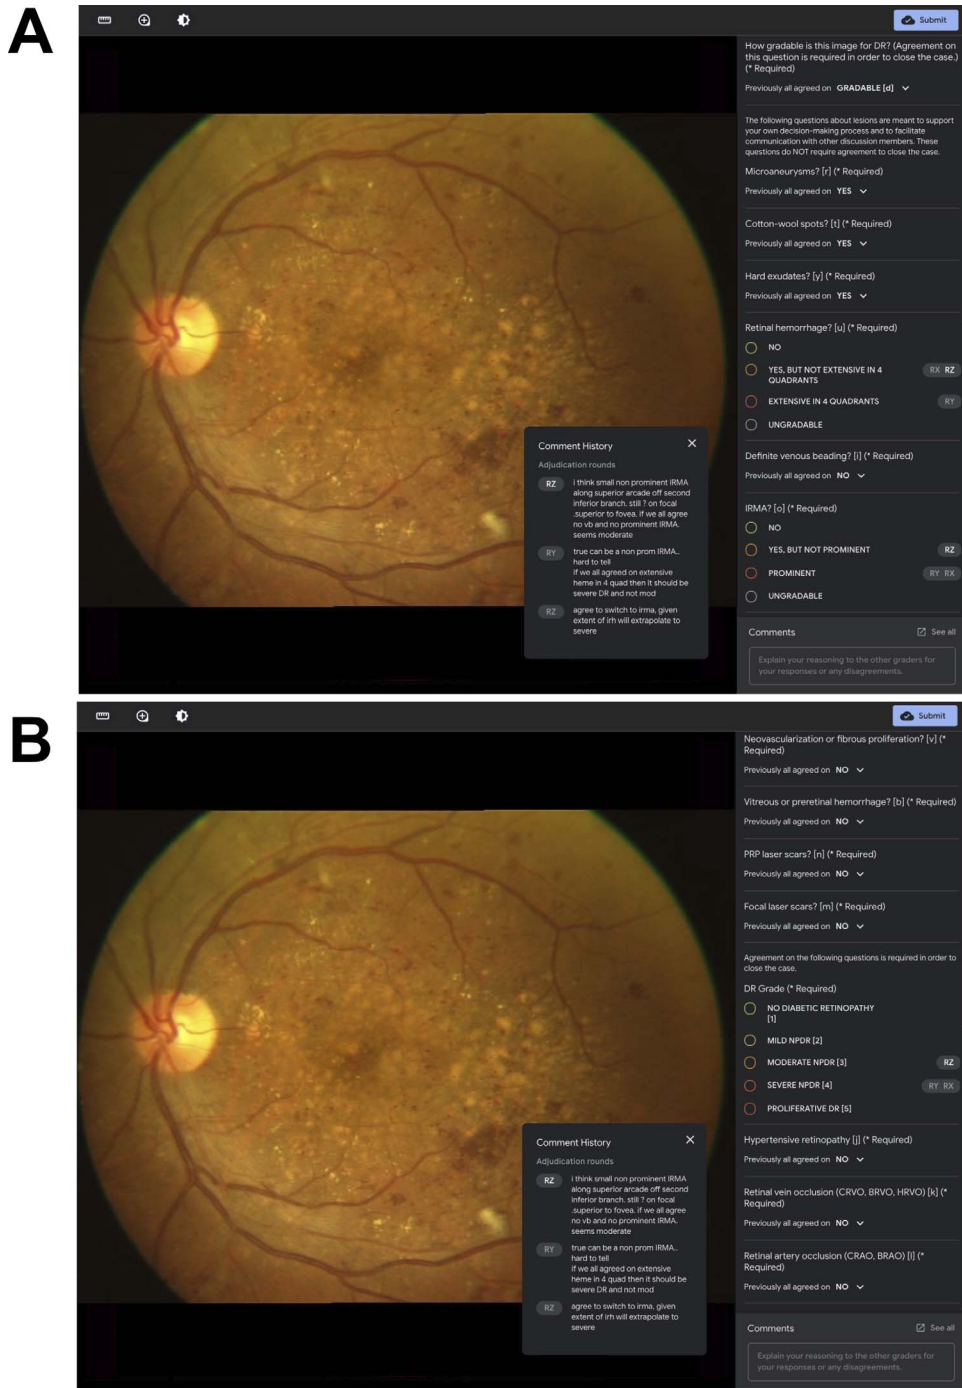 A
Submit
How gradable is this image for DR? (Agreement on
this question is required in order to close the case.)
(* Required)
Previously all agreed on GRADABLE [d]
The following questions about lesions are meant to support
your own decision-making process and to facilitate
communication with other discussion members. These
questions do NOT require agreement to close the case.
Microaneurysms? [r] (* Required)
Previously all agreed on YES
Cotton-wool spots? [t] (* Required)
Previously all agreed on YES
Hard exudates? [y] (* Required)
Previously all agreed on YES
Retinal hemorrhage? [u] (* Required)
NO
YES, BUT NOT EXTENSIVE IN 4
QUADRANTS
RX RZ
EXTENSIVE IN 4 QUADRANTS
RY
UNGRADABLE
Definite venous beading? [i] (* Required)
Previously all agreed on NO
IRMA? [o] (* Required)
NO
YES, BUT NOT PROMINENT
RZ
PROMINENT
RY RX
UNGRADABLE
Comments
See all
Explain your reasoning to the other graders for
your responses or any disagreements.
Comment History
Adjudication rounds
RZ
i think small non prominent IRMA
along superior arcade off second
inferior branch. still ? on focal
.superior to fovea. if we all agree
no vb and no prominent IRMA.
seems moderate
RY
true can be a non prom IRMA..
hard to tell
if we all agreed on extensive
heme in 4 quad then it should be
severe DR and not mod
RZ
agree to switch to irma, given
extent of irh will extrapolate to
severe
B
Submit
Neovascularization or fibrous proliferation? [v] (*
Required)
Previously all agreed on NO
Vitreous or preretinal hemorrhage? [b] (* Required)
Previously all agreed on NO
PRP laser scars? [n] (* Required)
Previously all agreed on NO
Focal laser scars? [m] (* Required)
Previously all agreed on NO
Agreement on the following questions is required in order to
close the case.
DR Grade (* Required)
NO DIABETIC RETINOPATHY
[1]
MILD NPDR [2]
MODERATE NPDR [3]
RZ
SEVERE NPDR [4]
RY RX
PROLIFERATIVE DR [5]
Hypertensive retinopathy [j] (* Required)
Previously all agreed on NO
Retinal vein occlusion (CRVO, BRVO, HRVO) [k] (*
Required)
Previously all agreed on NO
Retinal artery occlusion (CRAO, BRAO) [l] (*
Required)
Previously all agreed on NO
Comments
See all
Explain your reasoning to the other graders for
your responses or any disagreements.
Comment History
Adjudication rounds
RZ
i think small non prominent IRMA
along superior arcade off second
inferior branch. still ? on focal
.superior to fovea. if we all agree
no vb and no prominent IRMA.
seems moderate
RY
true can be a non prom IRMA..
hard to tell
if we all agreed on extensive
heme in 4 quad then it should be
severe DR and not mod
RZ
agree to switch to irma, given
extent of irh will extrapolate to
severe